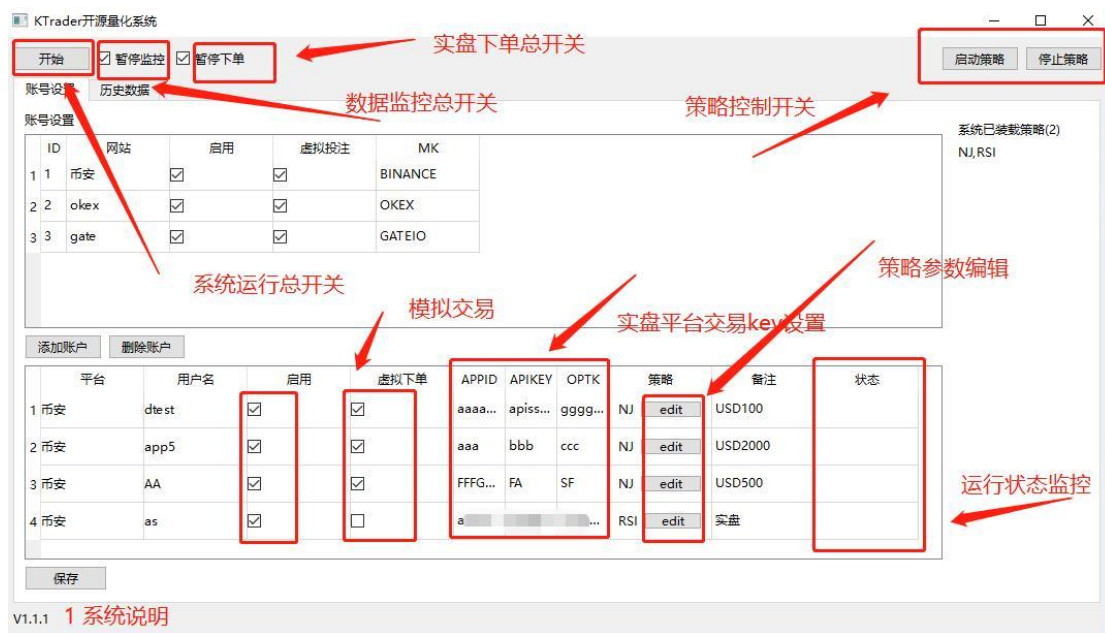 KTrader开源量化系统
开始 暂停监控 暂停下单 实盘下单总开关 启动策略 停止策略
账号设置 历史数据 数据监控总开关 策略控制开关
账号设置 系统已装载策略(2)
ID 网站 启用 虚拟投注 MK NJ,RSI
1 1 币安 BINANCE
2 2 okex OKEX
3 3 gate GATEIO
系统运行总开关 策略参数编辑
模拟交易 实盘平台交易key设置
添加账户 删除账户
平台 用户名 启用 虚拟下单 APPID APIKEY OPTK 策略 备注 状态
1 币安 dtest aaaa... apiss... gggg... NJ edit USD100
2 币安 app5 aaa bbb ccc NJ edit USD2000
3 币安 AA FFFG... FA SF NJ edit USD500 运行状态监控
4 币安 as a ... RSI edit 实盘
保存
V1.1.1 1 系统说明